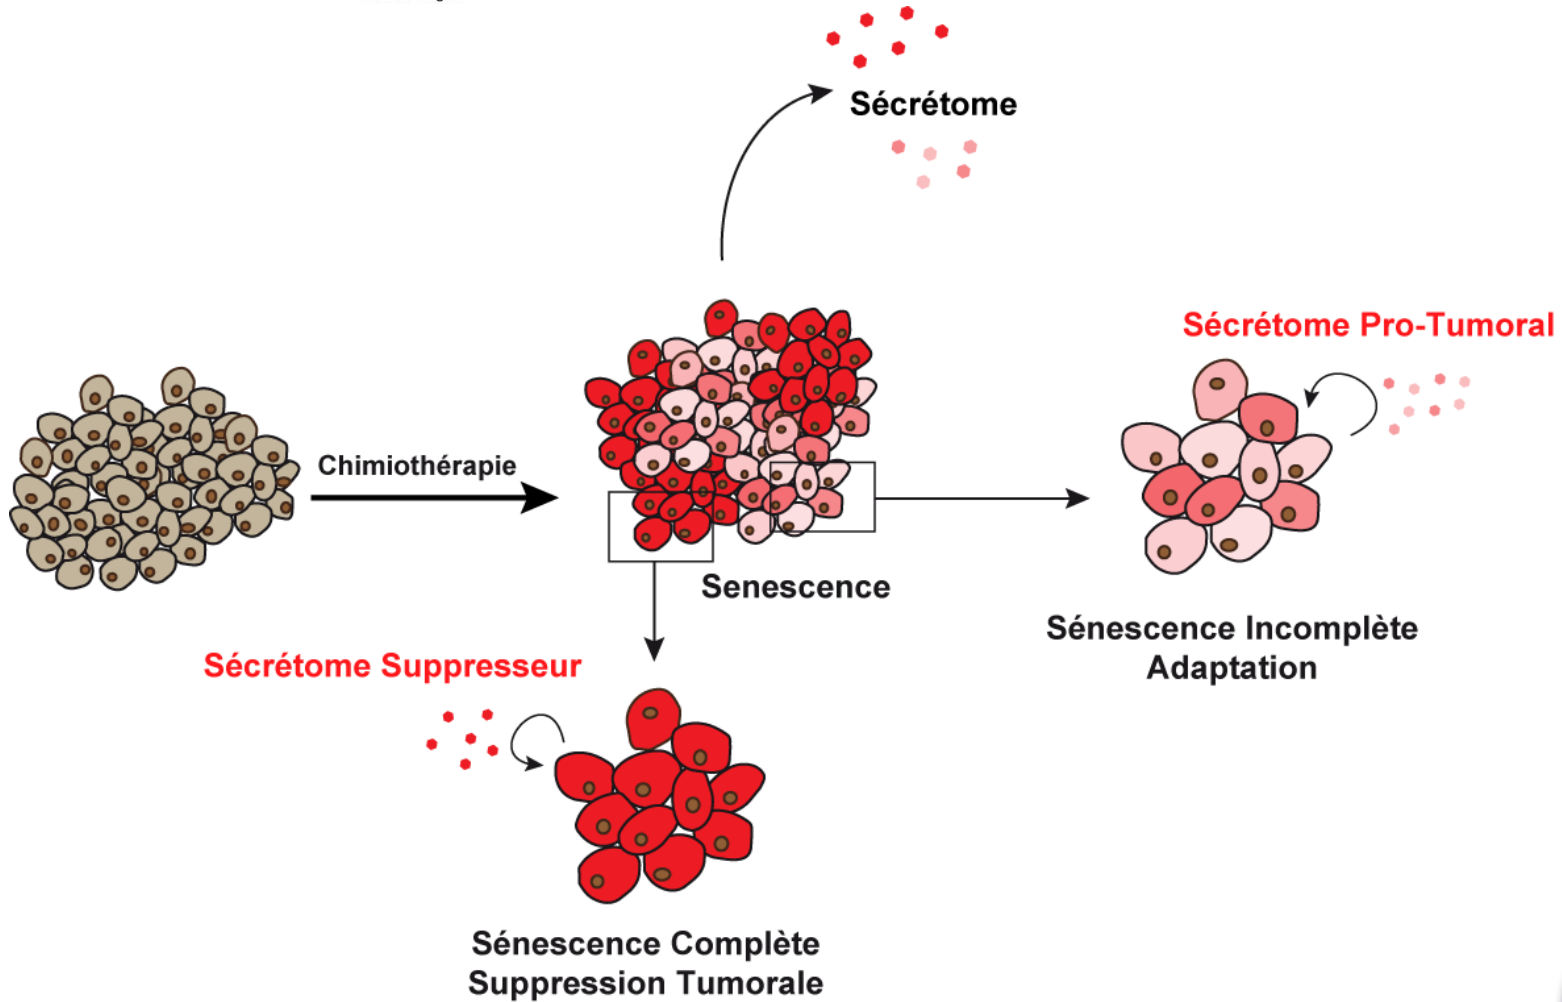 Sécrétome
Sécrétome Pro-Tumoral
Chimiothérapie
Senescence
Sénescence Incomplète
Adaptation
Sécrétome Suppresseur
Sénescence Complète
Suppression Tumorale